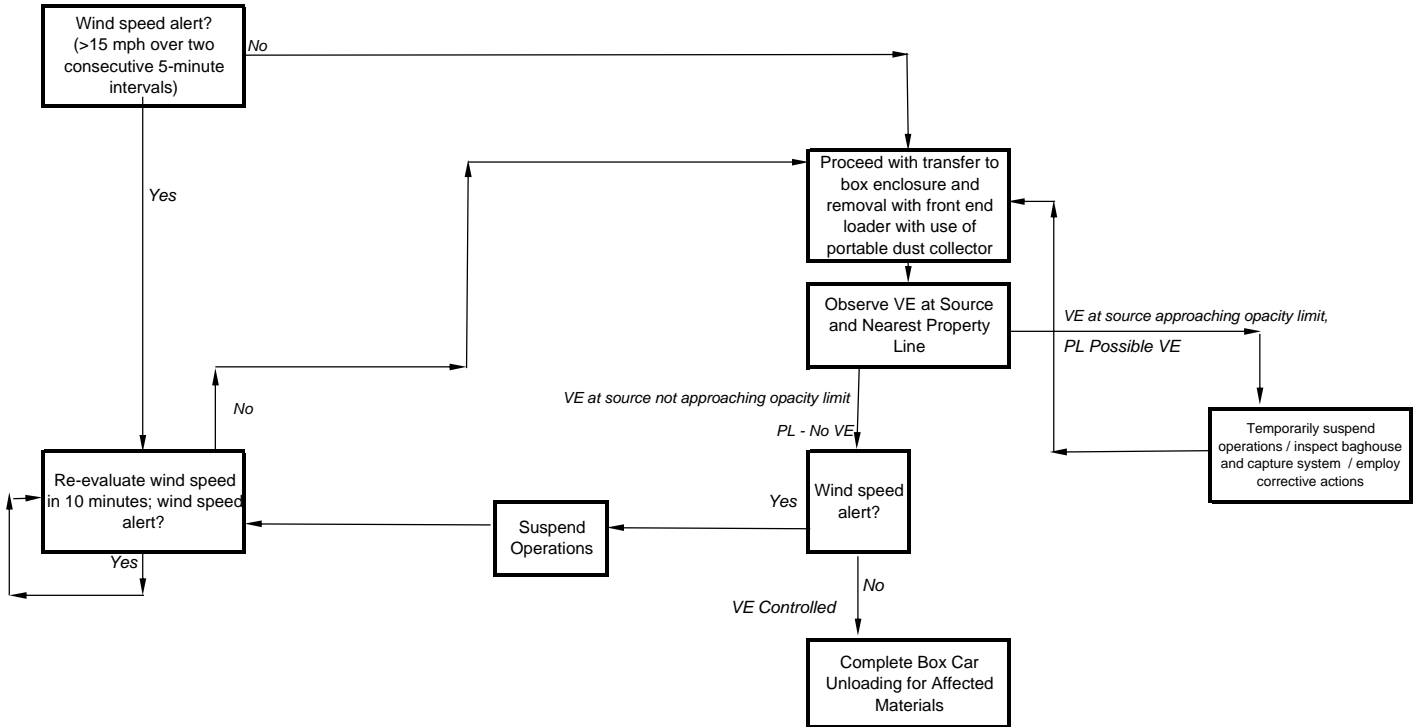 Wind speed alert?
(>15 mph over two
consecutive 5-minute
intervals)
No
Yes
Proceed with transfer to
box enclosure and
removal with front end
loader with use of
portable dust collector
Observe VE at Source
and Nearest Property
Line
VE at source approaching opacity limit,
PL Possible VE
VE at source not approaching opacity limit
PL - No VE
No
Temporarily suspend
operations / inspect baghouse
and capture system / employ
corrective actions
Re-evaluate wind speed
in 10 minutes; wind speed
alert?
Yes
Suspend
Operations
Yes
Wind speed
alert?
No
VE Controlled
Complete Box Car
Unloading for Affected
Materials